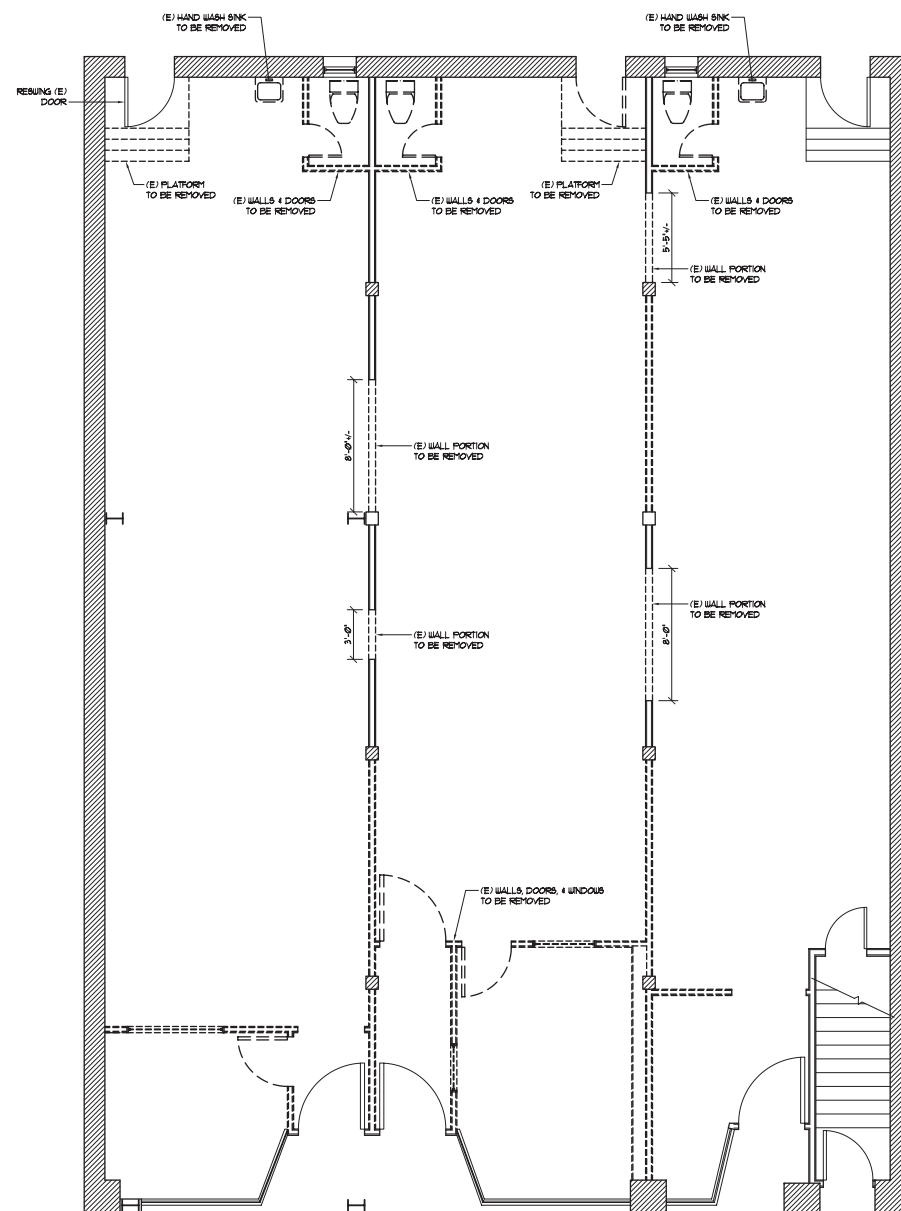 (E) HAND WASH SINK
TO BE REMOVED
(E) HAND WASH SINK
TO BE REMOVED
RESWING (E)
DOOR
(E) PLATFORM
TO BE REMOVED
(E) WALLS & DOORS
TO BE REMOVED
(E) WALLS & DOORS
TO BE REMOVED
(E) PLATFORM
TO BE REMOVED
(E) WALLS & DOORS
TO BE REMOVED
5'-5"+/-
(E) WALL PORTION
TO BE REMOVED
8'-0"+/-
(E) WALL PORTION
TO BE REMOVED
(E) WALL PORTION
TO BE REMOVED
8'-0"
3'-0"
(E) WALL PORTION
TO BE REMOVED
(E) WALLS, DOORS, & WINDOWS
TO BE REMOVED